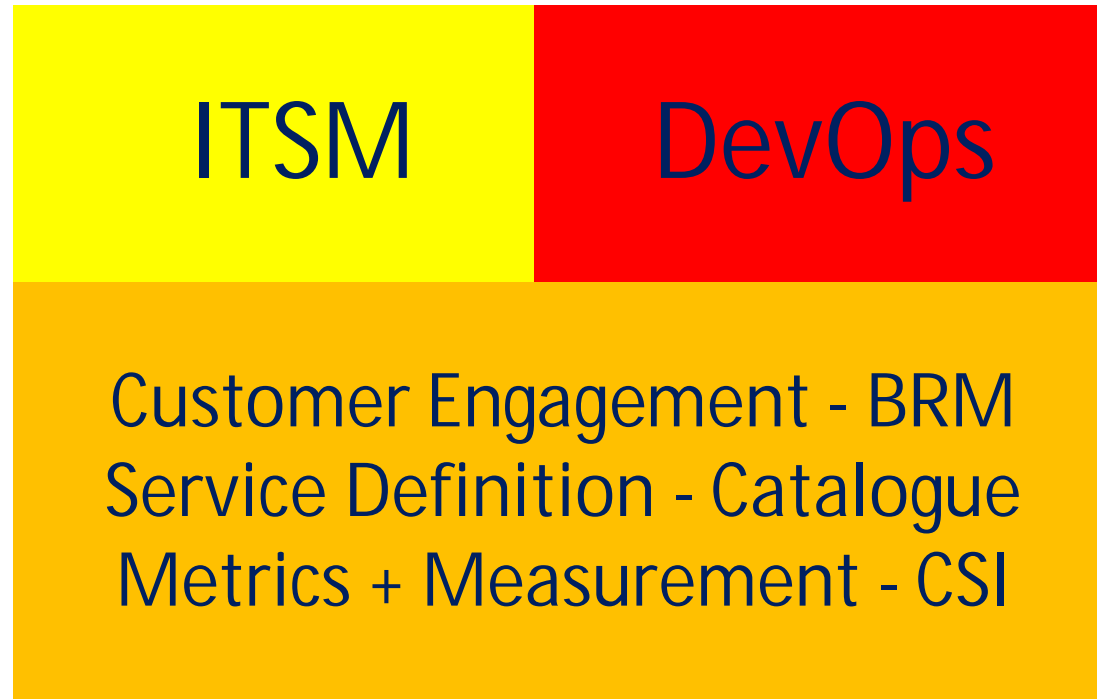 ITSM
DevOps
Customer Engagement - BRM
Service Definition - Catalogue
Metrics + Measurement - CSI